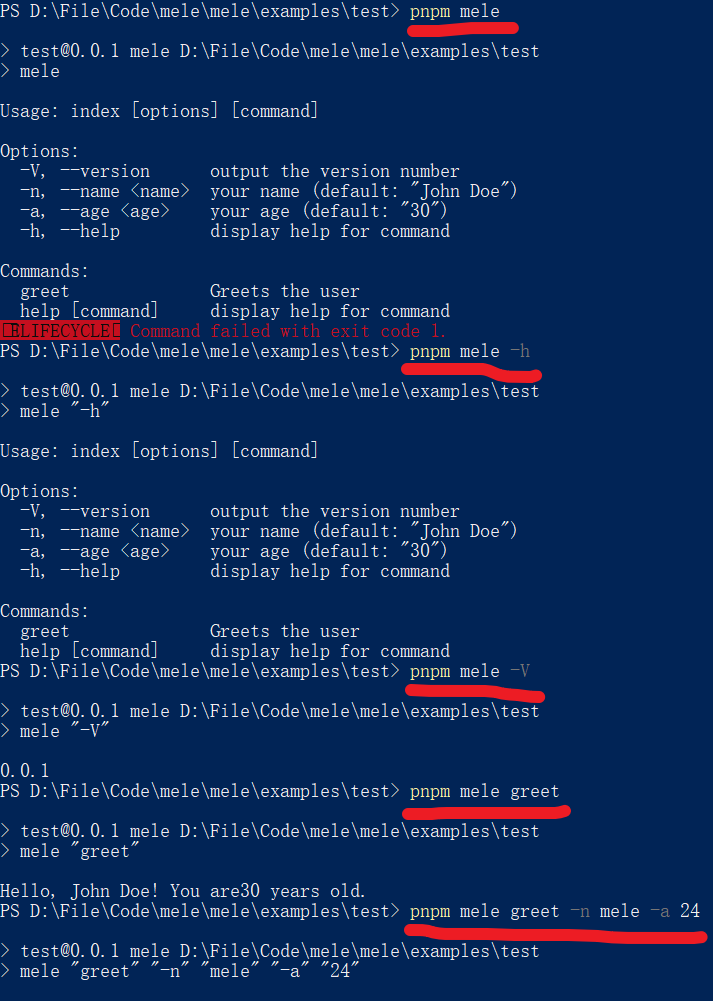 PS D:\File\Code\mele\mele\examples\test> pnpm mele
> test@0.0.1 mele D:\File\Code\mele\mele\examples\test
> mele
Usage: index [options] [command]
Options:
  -V, --version      output the version number
  -n, --name <name>  your name (default: "John Doe")
  -a, --age <age>    your age (default: "30")
  -h, --help         display help for command
Commands:
  greet              Greets the user
  help [command]     display help for command
 ELIFECYCLE  Command failed with exit code 1.
PS D:\File\Code\mele\mele\examples\test> pnpm mele -h
> test@0.0.1 mele D:\File\Code\mele\mele\examples\test
> mele "-h"
Usage: index [options] [command]
Options:
  -V, --version      output the version number
  -n, --name <name>  your name (default: "John Doe")
  -a, --age <age>    your age (default: "30")
  -h, --help         display help for command
Commands:
  greet              Greets the user
  help [command]     display help for command
PS D:\File\Code\mele\mele\examples\test> pnpm mele -V
> test@0.0.1 mele D:\File\Code\mele\mele\examples\test
> mele "-V"
0.0.1
PS D:\File\Code\mele\mele\examples\test> pnpm mele greet
> test@0.0.1 mele D:\File\Code\mele\mele\examples\test
> mele "greet"
Hello, John Doe! You are30 years old.
PS D:\File\Code\mele\mele\examples\test> pnpm mele greet -n mele -a 24
> test@0.0.1 mele D:\File\Code\mele\mele\examples\test
> mele "greet" "-n" "mele" "-a" "24"